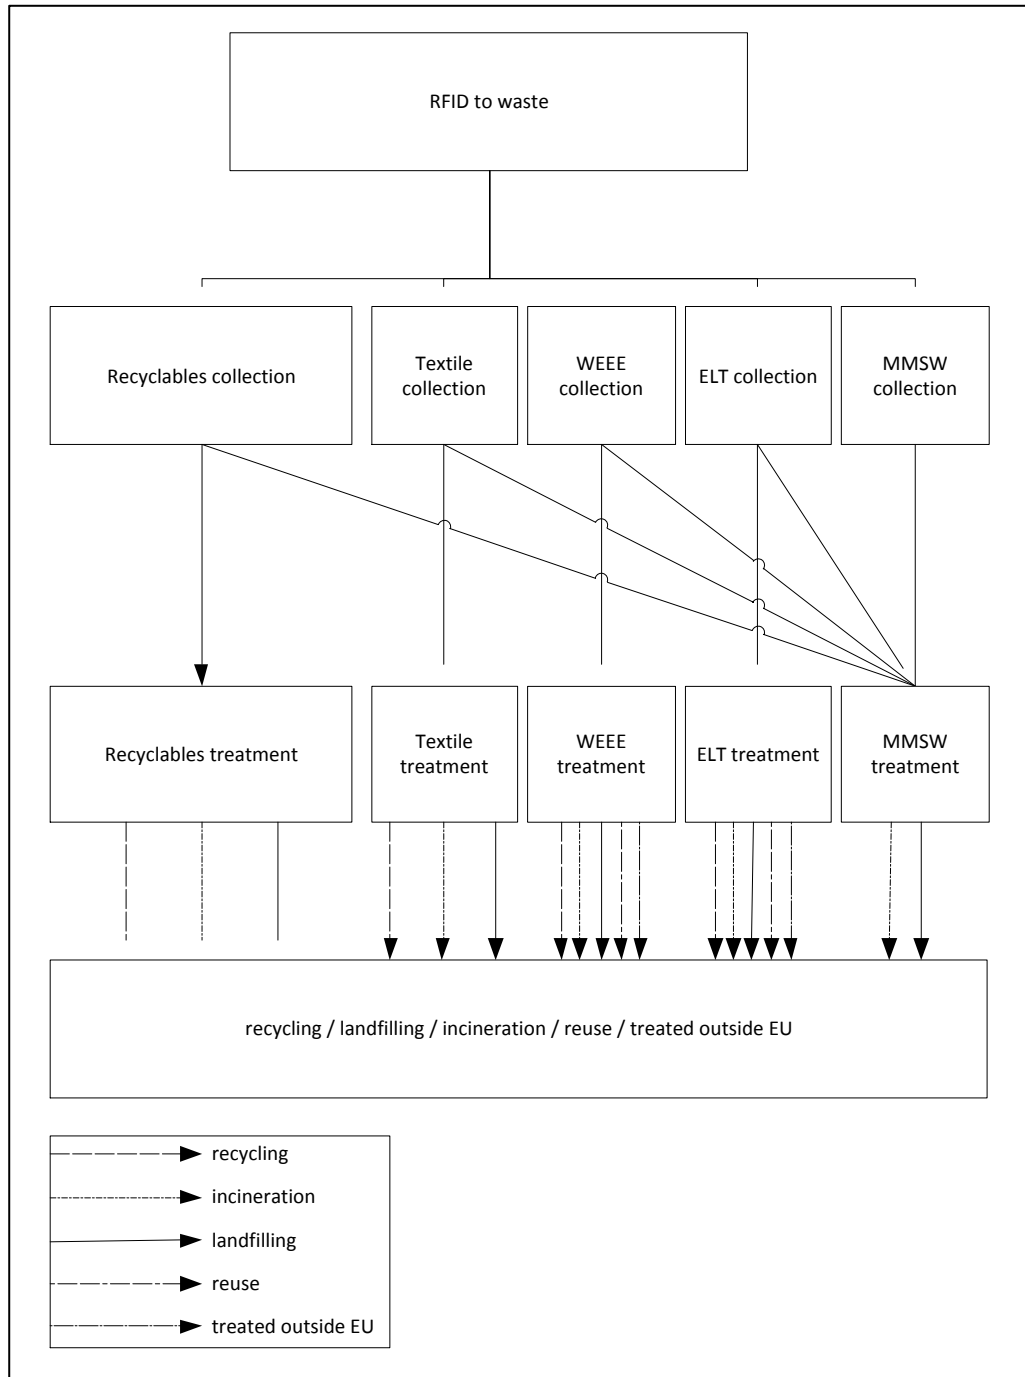 RFID to waste
Recyclables collection
Textile
collection
WEEE
collection
ELT collection
MMSW
collection
Recyclables treatment
Textile
treatment
WEEE
treatment
ELT treatment
MMSW
treatment
recycling / landfilling / incineration / reuse / treated outside EU
recycling
incineration
landfilling
reuse
treated outside EU